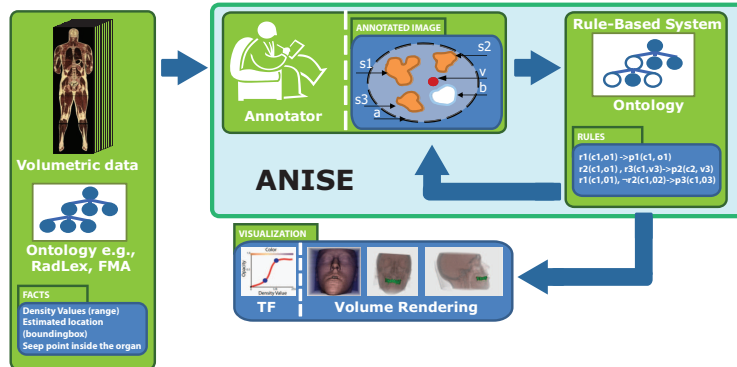 Volumetric data
Ontology e.g.,
RadLex, FMA
FACTS
Density Values (range)
Estimated location
(boundingbox)
Seep point inside the organ
Annotator
ANNOTATED IMAGE
s1
s2
v
b
s3
a
Rule-Based System
Ontology
RULES
r1(c1,o1) ->p1(c1, o1)
r2(c1,o1), r3(c1,v3)->p2(c2, v3)
r1(c1,01), ¬r2(c1,02)->p3(c1,03)
ANISE
VISUALIZATION
Color
Opacity
Density Value
TF
Volume Rendering